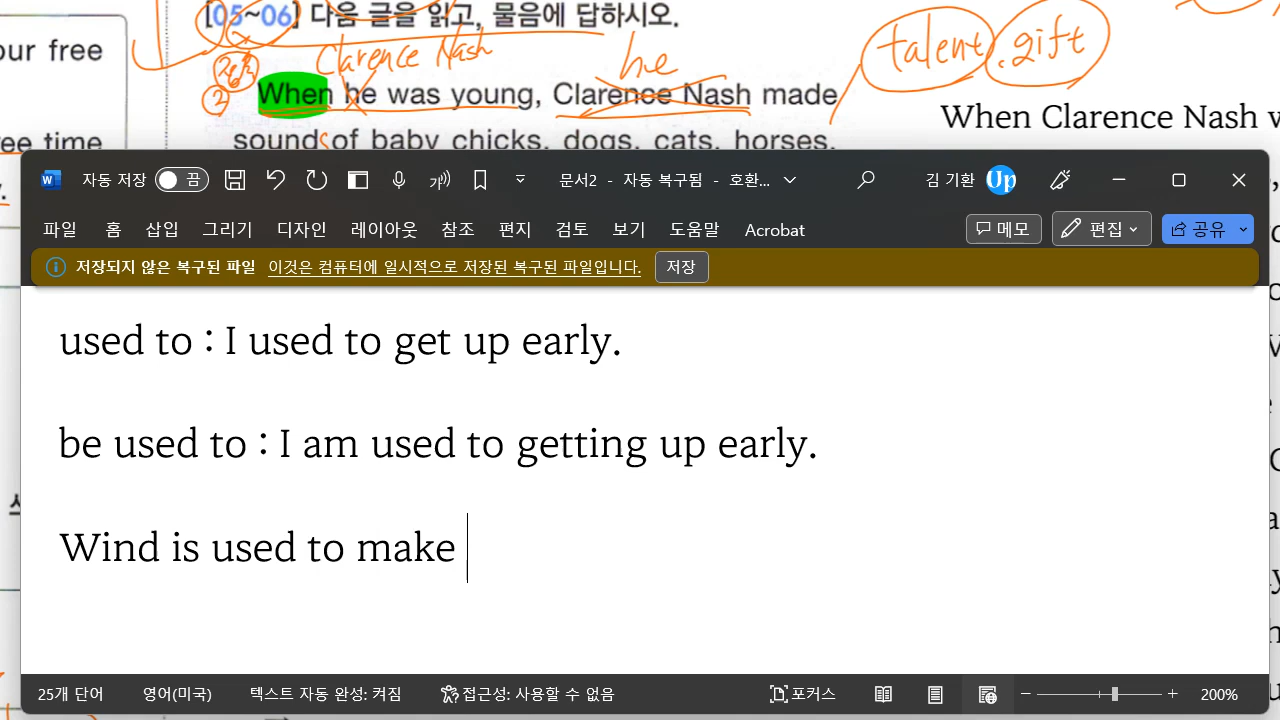 our free
[05~06] 다음 글을 읽고, 물음에 답하시오.
Clarence Nash
he
talent, gift
When he was young, Clarence Nash made
When Clarence Nash w
ree time
sounds of baby chicks, dogs, cats, horses,
자동 저장 끔 가)) 문서2 - 자동 복구됨 - 호환... 김 기환 Up
파일 홈 삽입 그리기 디자인 레이아웃 참조 편지 검토 보기 도움말 Acrobat 메모 편집 공유
저장되지 않은 복구된 파일 이것은 컴퓨터에 일시적으로 저장된 복구된 파일입니다. 저장
used to : I used to get up early.
be used to : I am used to getting up early.
Wind is used to make
25개 단어 영어(미국) 텍스트 자동 완성: 켜짐 접근성: 사용할 수 없음 포커스 200%